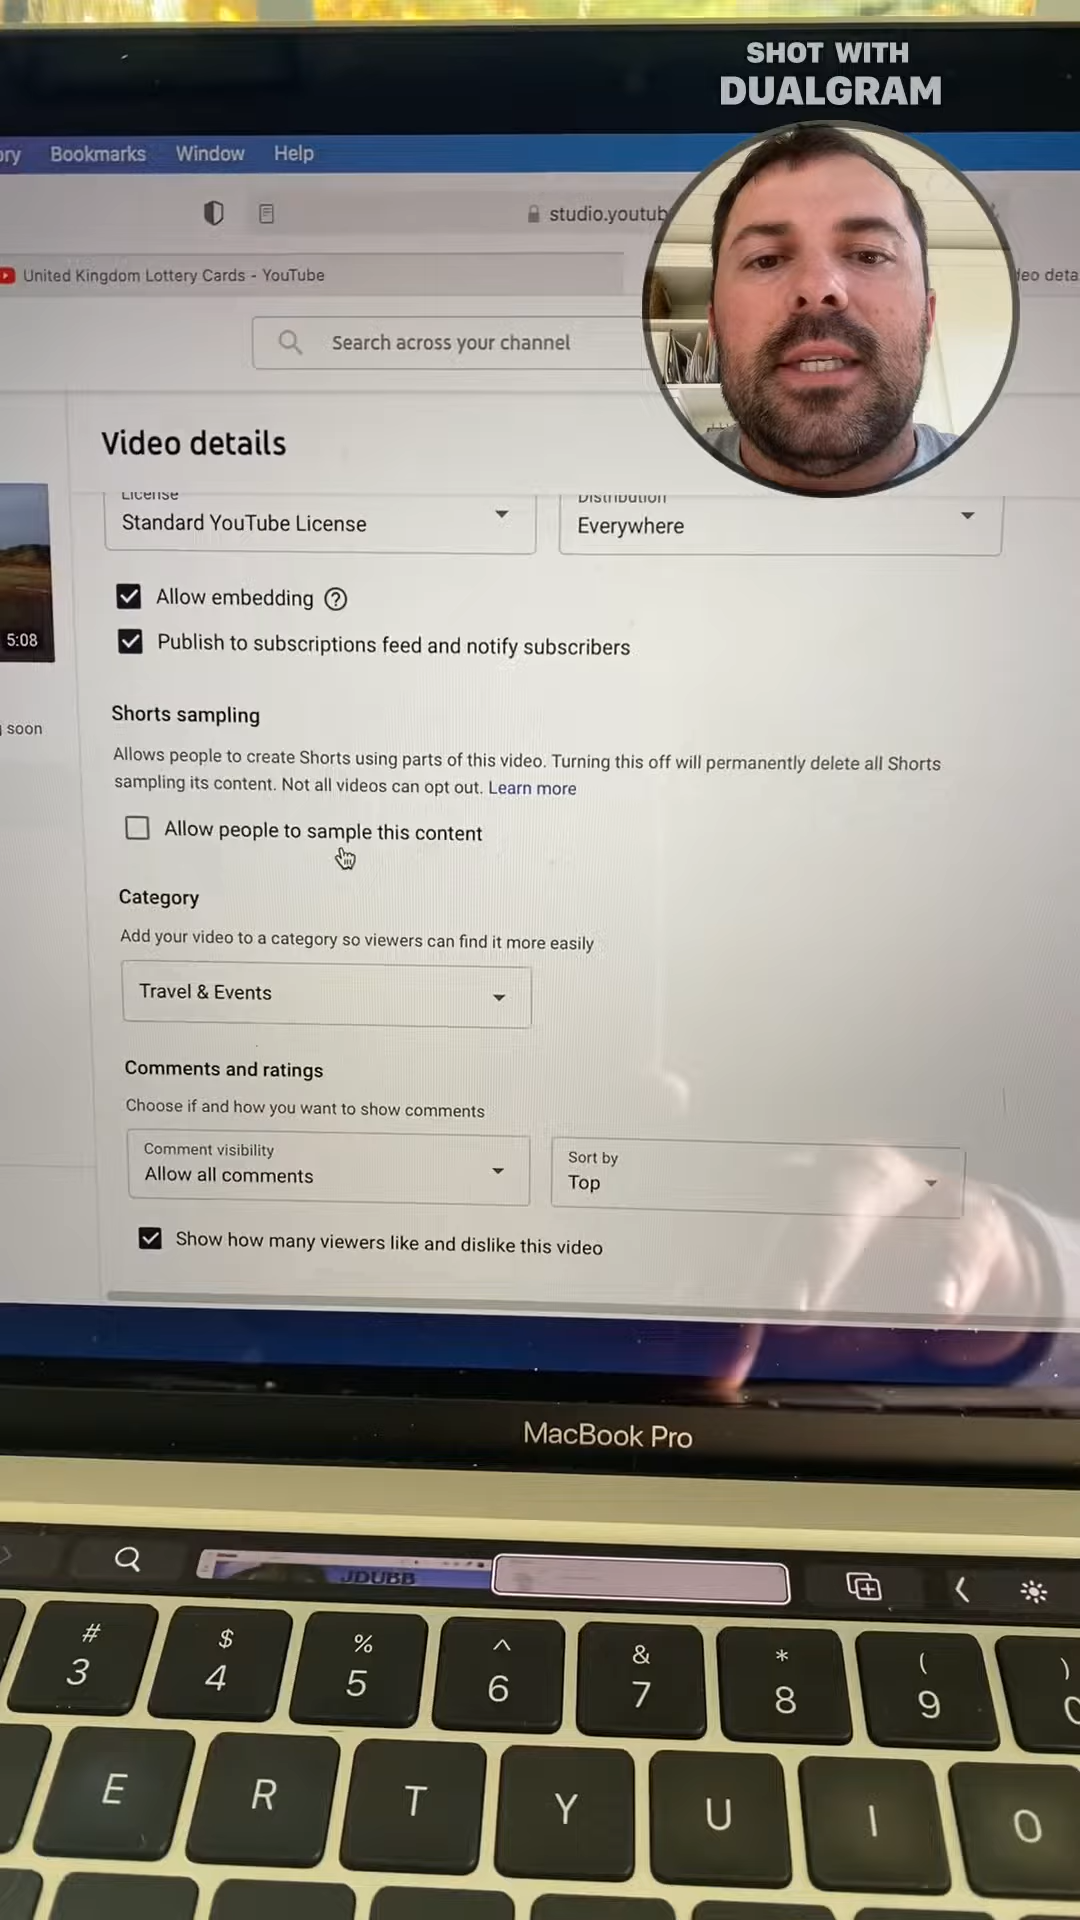 SHOT WITH
DUALGRAM
Bookmarks Window Help
studio.youtub
United Kingdom Lottery Cards - YouTube
Search across your channel
Video details
License
Standard YouTube License
Distribution
Everywhere
Allow embedding ?
Publish to subscriptions feed and notify subscribers
5:08
soon
Shorts sampling
Allows people to create Shorts using parts of this video. Turning this off will permanently delete all Shorts
sampling its content. Not all videos can opt out. Learn more
Allow people to sample this content
Category
Add your video to a category so viewers can find it more easily
Travel & Events
Comments and ratings
Choose if and how you want to show comments
Comment visibility
Allow all comments
Sort by
Top
Show how many viewers like and dislike this video
MacBook Pro
JDUBB
# $ % ^ & * ( )
3 4 5 6 7 8 9
E R T Y U I O